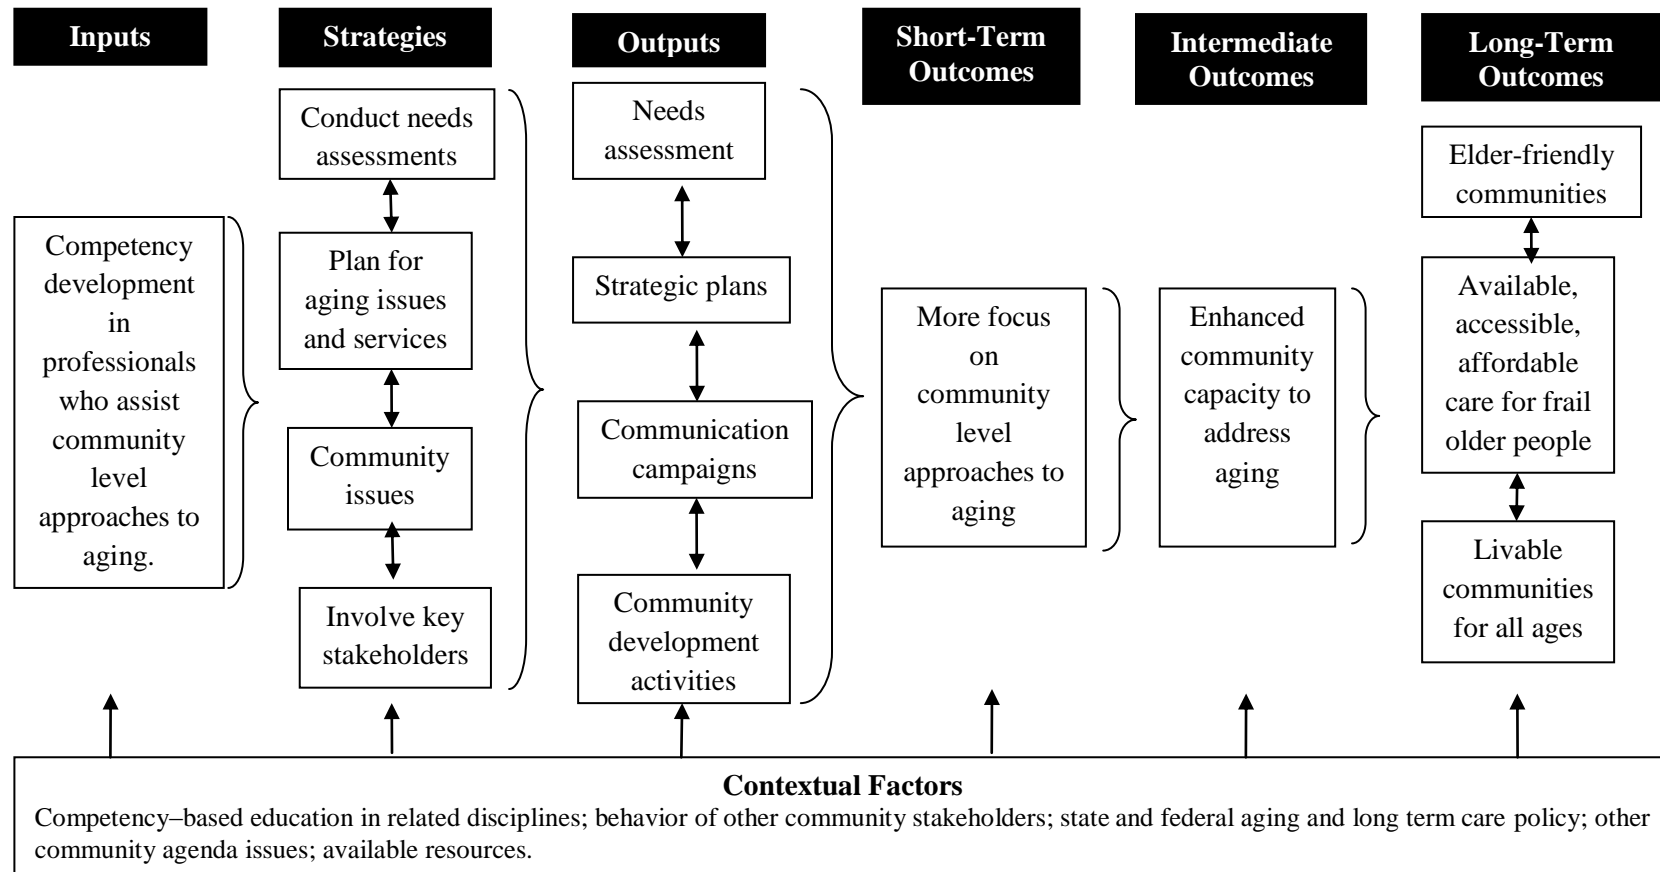 Inputs
Competency
development
in
professionals
who assist
community
level
approaches to
aging.
Strategies
Conduct needs
assessments
Plan for
aging issues
and services
Community
issues
Involve key
stakeholders
Outputs
Needs
assessment
Strategic plans
Communication
campaigns
Community
development
activities
Short-Term
Outcomes
More focus
on
community
level
approaches to
aging
Intermediate
Outcomes
Enhanced
community
capacity to
address
aging
Long-Term
Outcomes
Elder-friendly
communities
Available,
accessible,
affordable
care for frail
older people
Livable
communities
for all ages
Contextual Factors
Competency–based education in related disciplines; behavior of other community stakeholders; state and federal aging and long term care policy; other
community agenda issues; available resources.